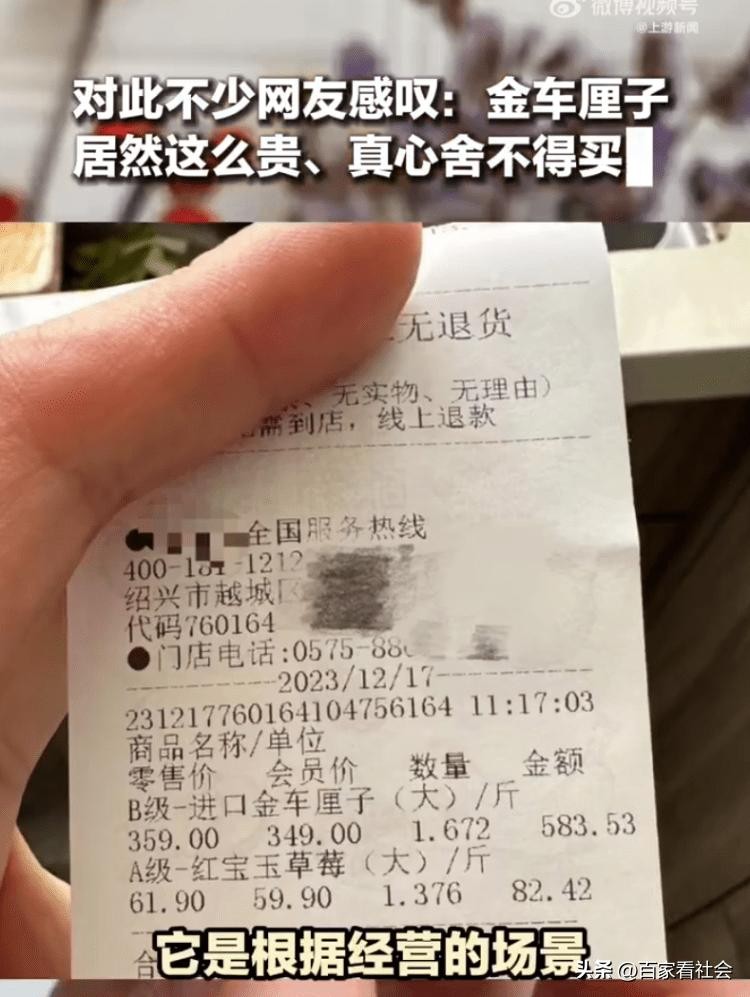 微博视频号
@上游新闻
对此不少网友感叹：金车厘子
居然这么贵、真心舍不得买
无退货
、无实物、无理由）
需到店，线上退款
全国服务热线
400-181-1212
绍兴市越城区
代码760164
●门店电话:0575-88
2023/12/17
231217760164104756164 11:17:03
商品名称/单位
零售价 会员价 数量 金额
B级-进口金车厘子（大）/斤
359.00 349.00 1.672 583.53
A级-红宝玉草莓（大）/斤
61.90 59.90 1.376 82.42
合
它是根据经营的场景
头条 @百家看社会